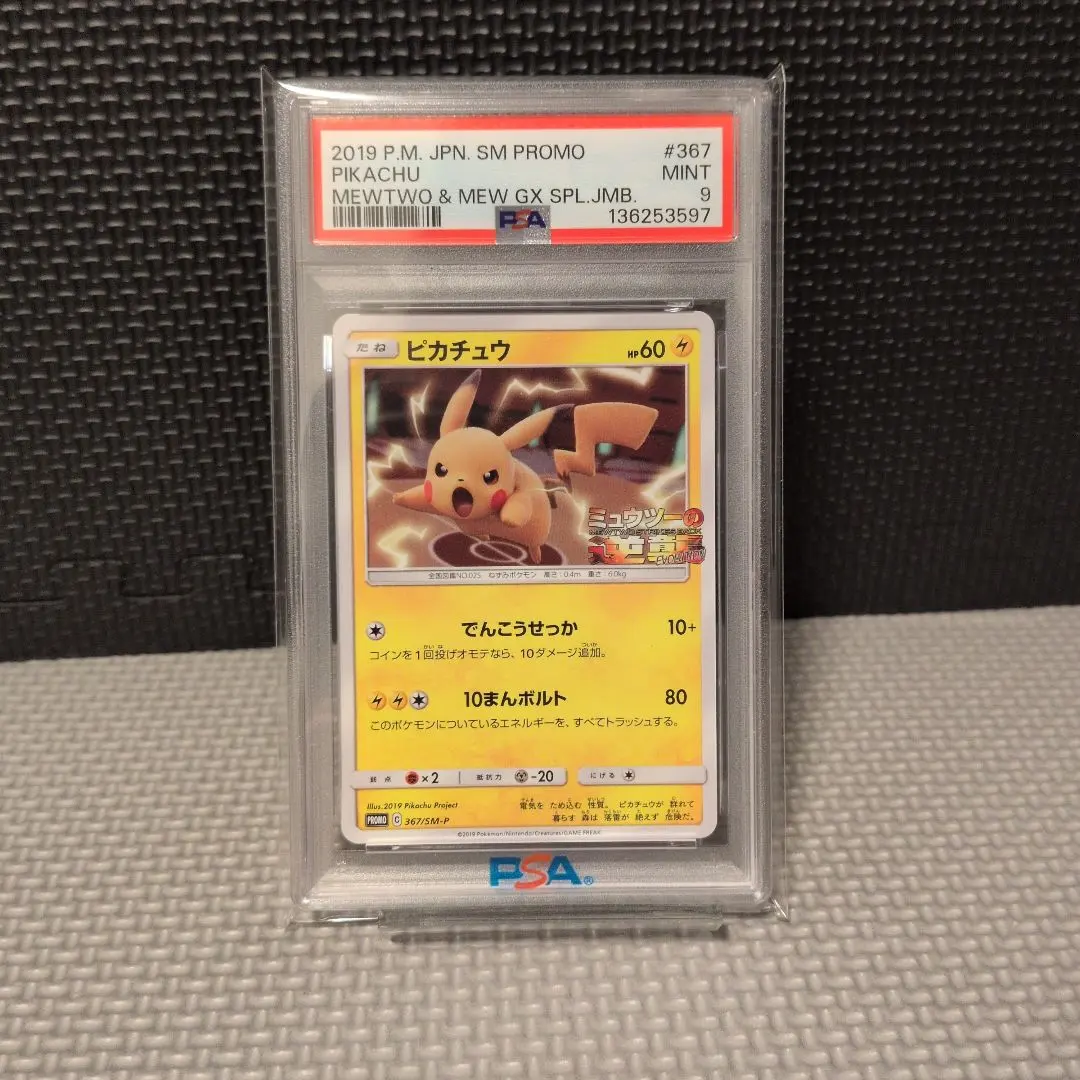 2019 P.M. JPN. SM PROMO #367
PIKACHU MINT
MEWTWO & MEW GX SPL.JMB. 9
PSA 136253597
たね ピカチュウ HP60
ミュウツーの
MEWTWO STRIKES BACK
逆襲
EVOLUTION
全国図鑑NO.025 ねずみポケモン 高さ:0.4m 重さ:6.0kg
でんこうせっか 10+
コインを1回投げオモテなら、10ダメージ追加。
10まんボルト 80
このポケモンについているエネルギーを、すべてトラッシュする。
弱点 ×2 抵抗力 -20 にげる
Illus.2019 Pikachu Project
電気を ため込む 性質。 ピカチュウが 群れて
暮らす 森は 落雷が 絶えず 危険だ。
PROMO C 367/SM-P
©2019 Pokémon/Nintendo/Creatures/GAME FREAK
PSA®